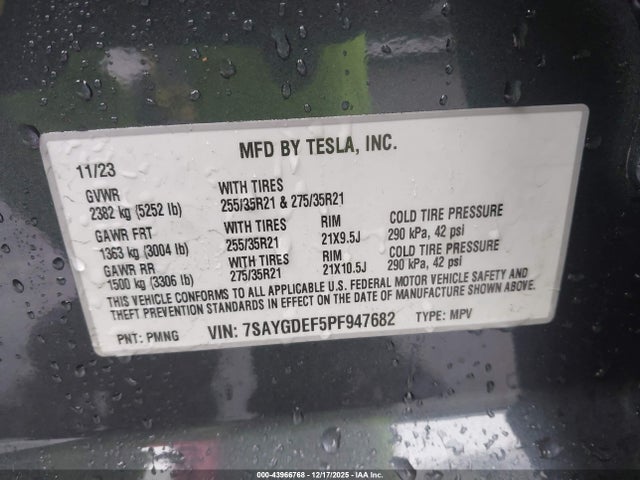 MFD BY TESLA, INC.
11/23
GVWR WITH TIRES
2382 kg (5252 lb) 255/35R21 & 275/35R21
GAWR FRT WITH TIRES RIM COLD TIRE PRESSURE
1363 kg (3004 lb) 255/35R21 21X9.5J 290 kPa, 42 psi
GAWR RR WITH TIRES RIM COLD TIRE PRESSURE
1500 kg (3306 lb) 275/35R21 21X10.5J 290 kPa, 42 psi
THIS VEHICLE CONFORMS TO ALL APPLICABLE U.S. FEDERAL MOTOR VEHICLE SAFETY AND
THEFT PREVENTION STANDARDS IN EFFECT ON THE DATE OF MANUFACTURE SHOWN ABOVE.
PNT: PMNG VIN: 7SAYGDEF5PF947682 TYPE: MPV
000-43966768 - 12/17/2025 - IAA Inc.